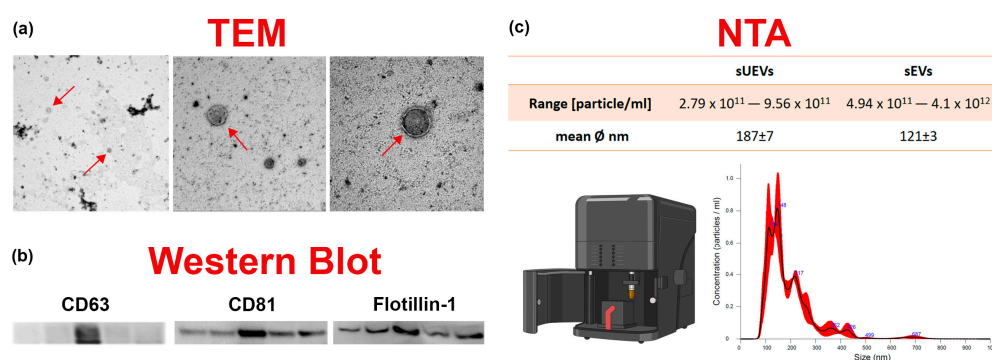 (a)
TEM
(b)
Western Blot
CD63
CD81
Flotillin-1
(c)
NTA
sUEVs sEVs
Range [particle/ml] 2.79 x 10¹¹ — 9.56 x 10¹¹ 4.94 x 10¹¹ — 4.1 x 10¹²
mean Ø nm 187±7 121±3
Concentration (particles / ml)
1.0
0.8
0.6
0.4
0.2
0
499
687
0 100 200 300 400 500 600 700 800 900
Size (nm)